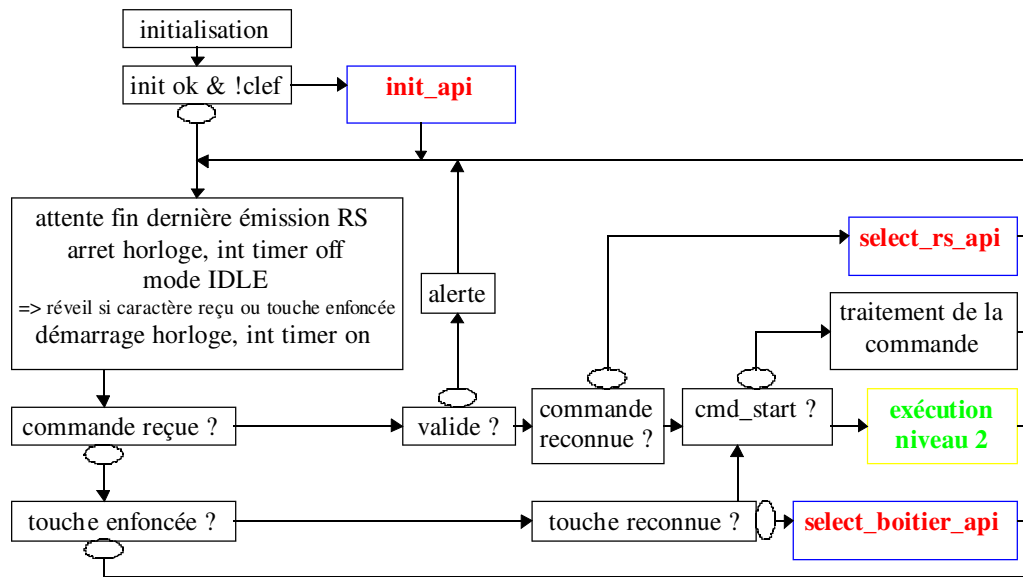 initialisation
init ok & !clef
init_api
attente fin dernière émission RS
arret horloge, int timer off
mode IDLE
=> réveil si caractère reçu ou touche enfoncée
démarrage horloge, int timer on
alerte
select_rs_api
traitement de la
commande
commande reçue ?
valide ?
commande
reconnue ?
cmd_start ?
exécution
niveau 2
touche enfoncée ?
touche reconnue ?
select_boitier_api